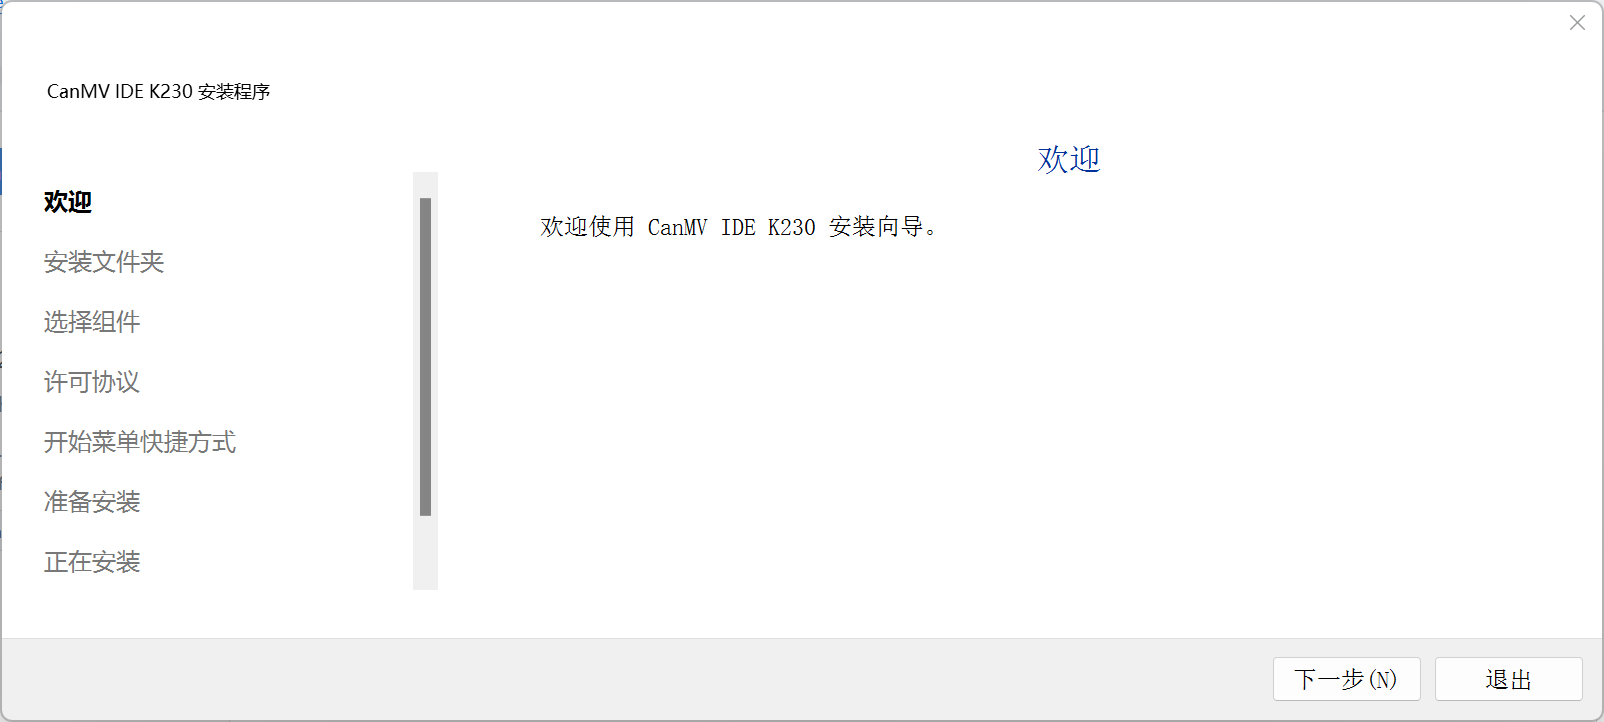 CanMV IDE K230 安装程序
欢迎
欢迎
欢迎使用 CanMV IDE K230 安装向导。
安装文件夹
选择组件
许可协议
开始菜单快捷方式
准备安装
正在安装
下一步(N)
退出